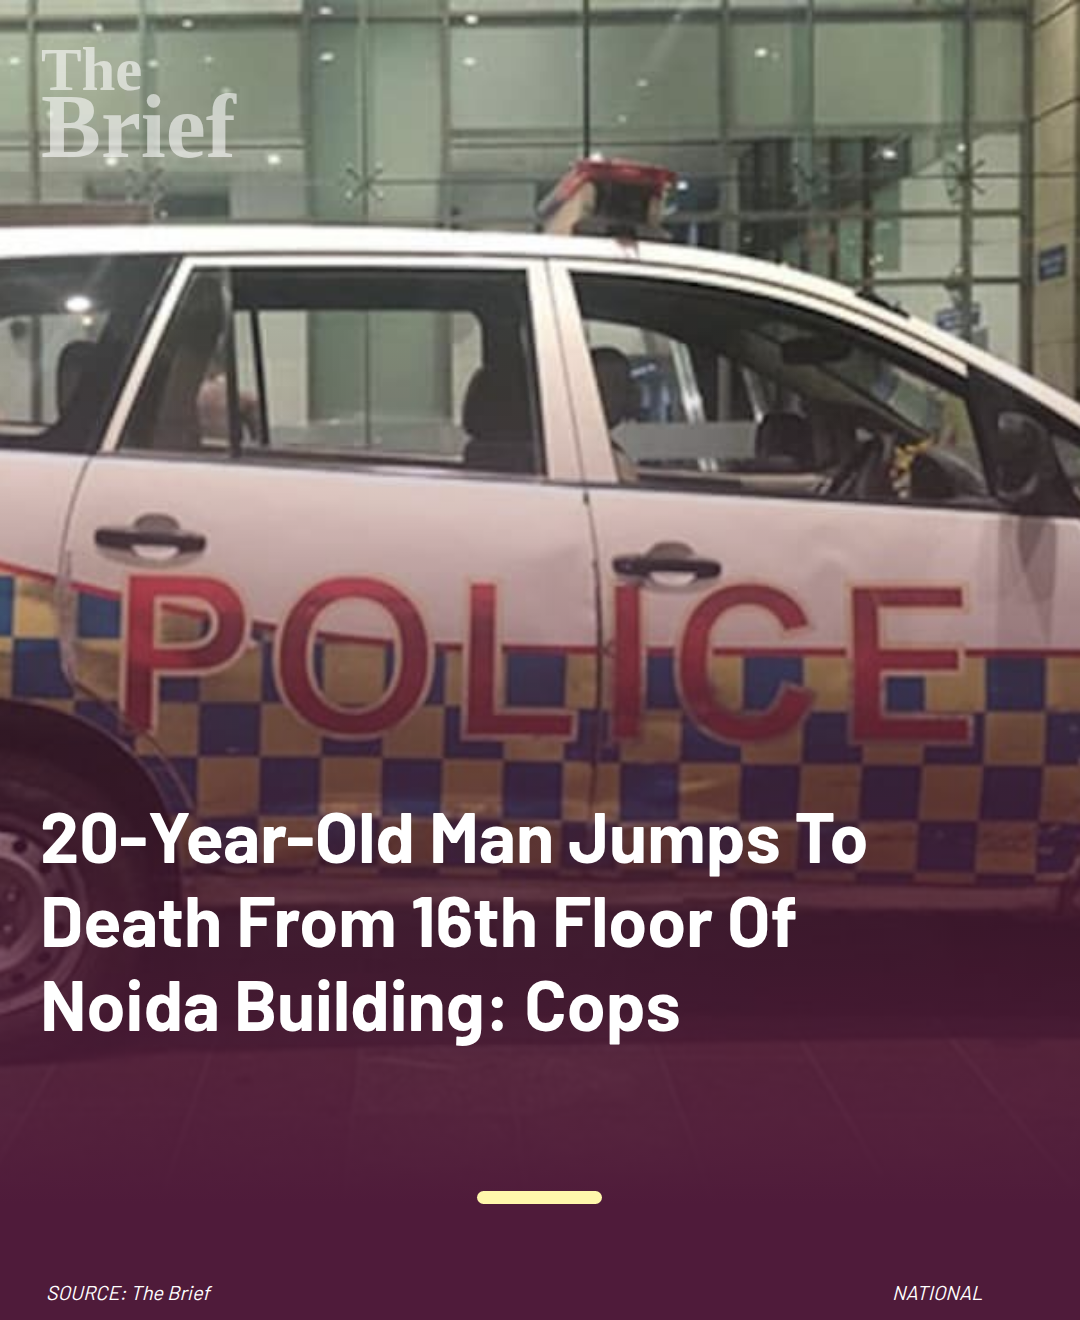 The
Brief
POLICE
20-Year-Old Man Jumps To
Death From 16th Floor Of
Noida Building: Cops
SOURCE: The Brief
NATIONAL